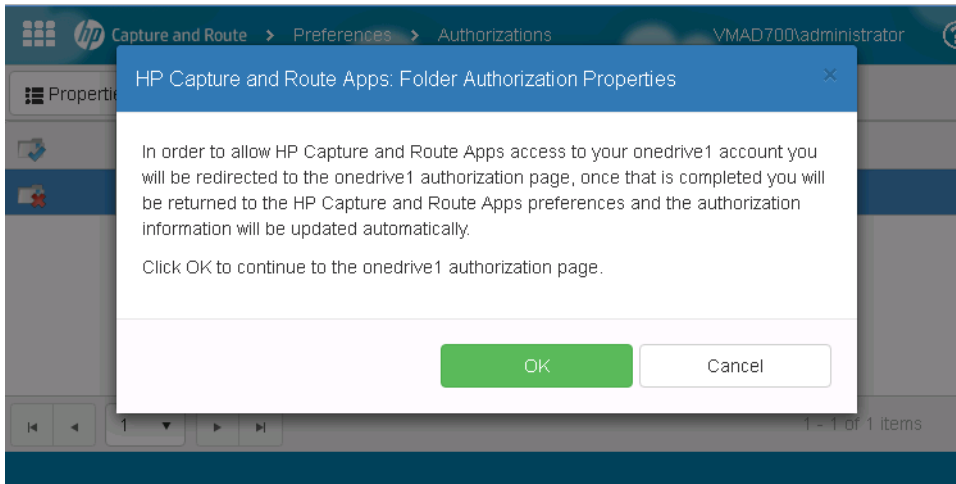 hp Capture and Route > Preferences > Authorizations VMAD700\administrator ?
HP Capture and Route Apps: Folder Authorization Properties ×
Properti
In order to allow HP Capture and Route Apps access to your onedrive1 account you
will be redirected to the onedrive1 authorization page, once that is completed you will
be returned to the HP Capture and Route Apps preferences and the authorization
information will be updated automatically.
Click OK to continue to the onedrive1 authorization page.
OK Cancel
1 1 - 1 of 1 items